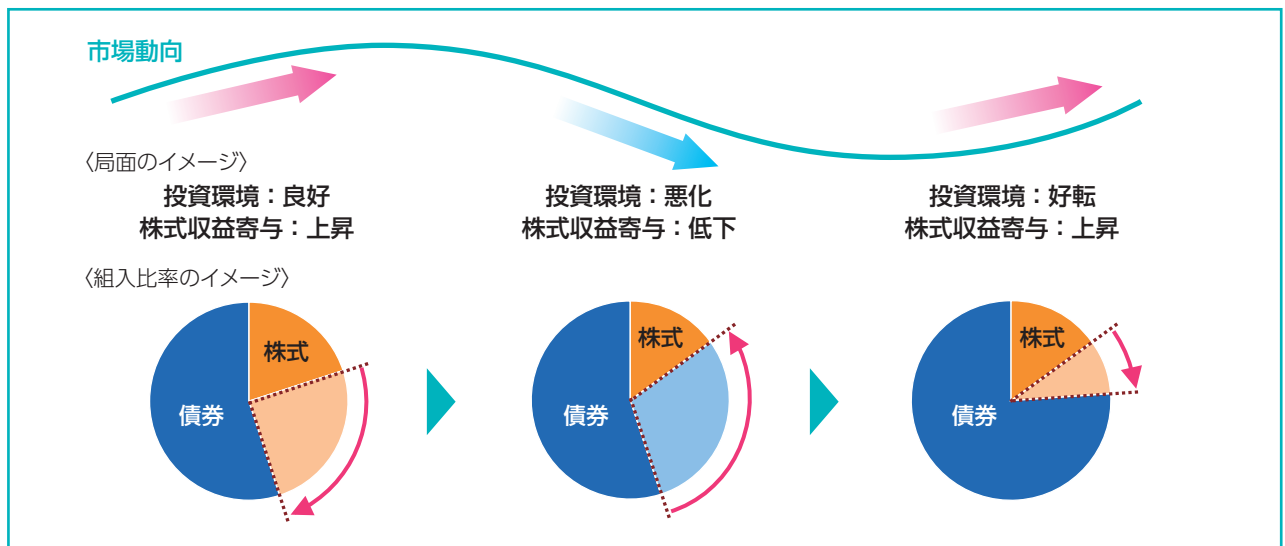 市場動向
〈局面のイメージ〉
投資環境：良好
株式収益寄与：上昇
投資環境：悪化
株式収益寄与：低下
投資環境：好転
株式収益寄与：上昇
〈組入比率のイメージ〉
株式
債券
株式
債券
株式
債券